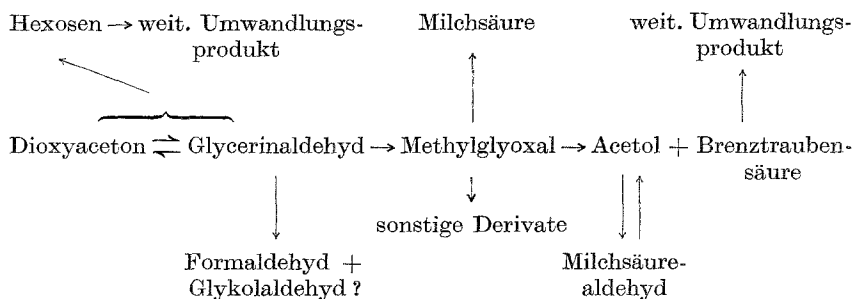 Hexosen → weit. Umwandlungs-
produkt
Milchsäure
weit. Umwandlungs-
produkt
Dioxyaceton ⇌ Glycerinaldehyd → Methylglyoxal → Acetol + Brenztrauben-
säure
sonstige Derivate
Formaldehyd +
Glykolaldehyd ?
Milchsäure-
aldehyd